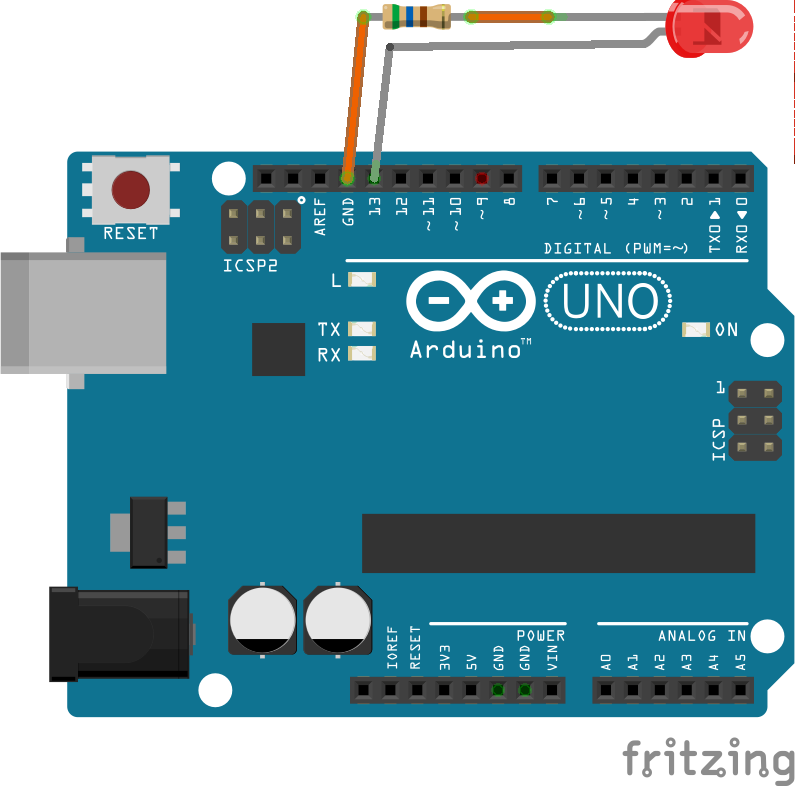 RESET
ICSP2
AREF
GND
13
12
~11
~10
~9
8
7
~6
~5
4
~3
2
TX0▶1
RX0◀0
DIGITAL (PWM=~)
L
TX
RX
UNO
ON
Arduino™
1
ICSP
IOREF
RESET
3V3
5V
GND
GND
VIN
POWER
A0
A1
A2
A3
A4
A5
ANALOG IN
fritzing